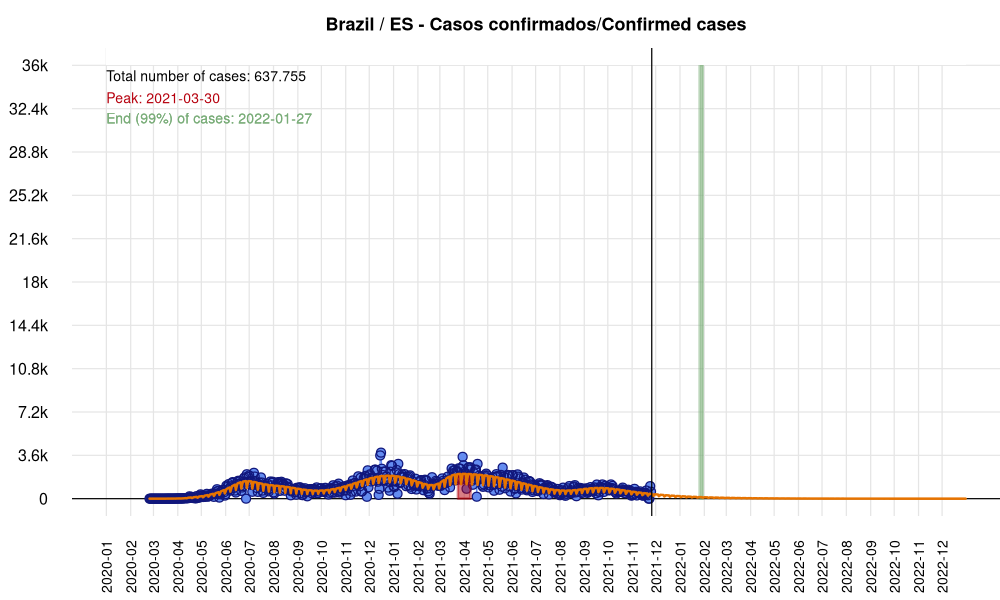 Brazil / ES - Casos confirmados/Confirmed cases
Total number of cases: 637.755
Peak: 2021-03-30
End (99%) of cases: 2022-01-27
36k
32.4k
28.8k
25.2k
21.6k
18k
14.4k
10.8k
7.2k
3.6k
0
2020-01
2020-02
2020-03
2020-04
2020-05
2020-06
2020-07
2020-08
2020-09
2020-10
2020-11
2020-12
2021-01
2021-02
2021-03
2021-04
2021-05
2021-06
2021-07
2021-08
2021-09
2021-10
2021-11
2021-12
2022-01
2022-02
2022-03
2022-04
2022-05
2022-06
2022-07
2022-08
2022-09
2022-10
2022-11
2022-12